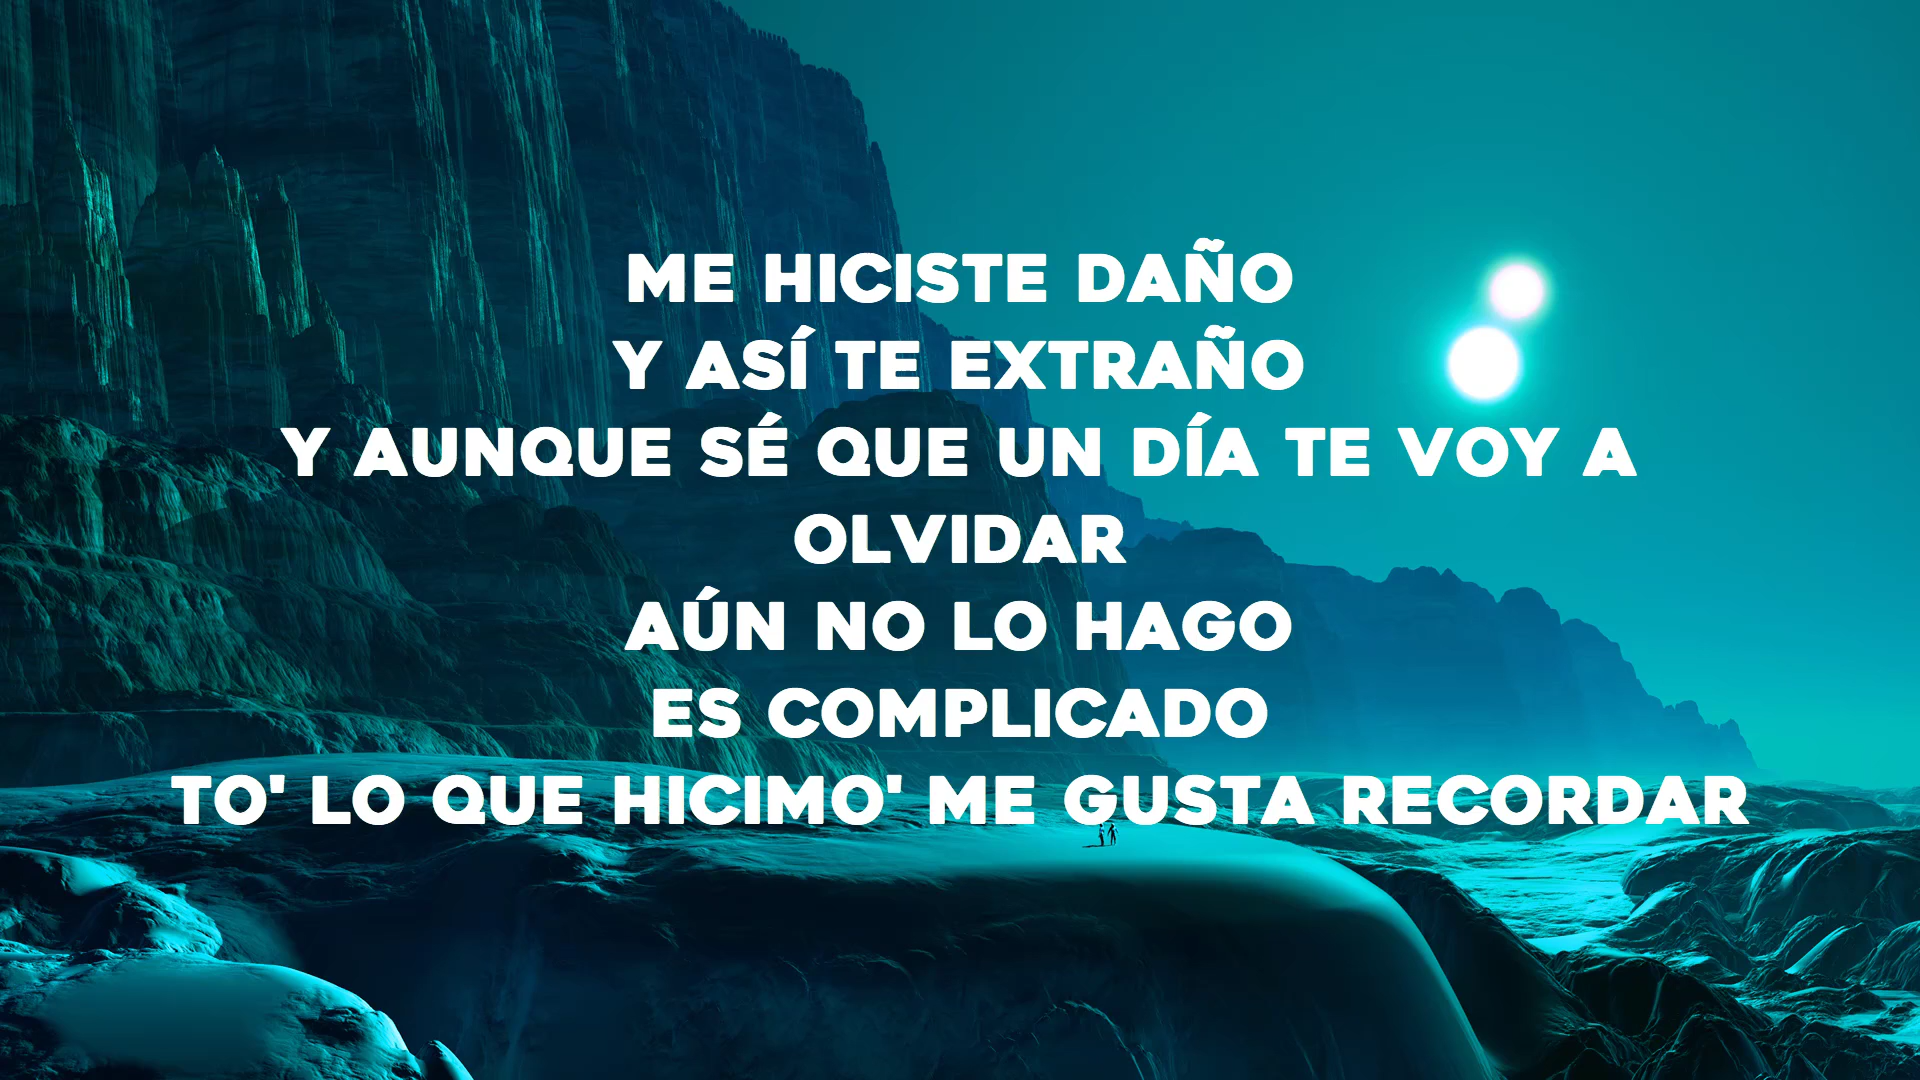 ME HICISTE DAÑO
Y ASÍ TE EXTRAÑO
Y AUNQUE SÉ QUE UN DÍA TE VOY A
OLVIDAR
AÚN NO LO HAGO
ES COMPLICADO
TO' LO QUE HICIMO' ME GUSTA RECORDAR